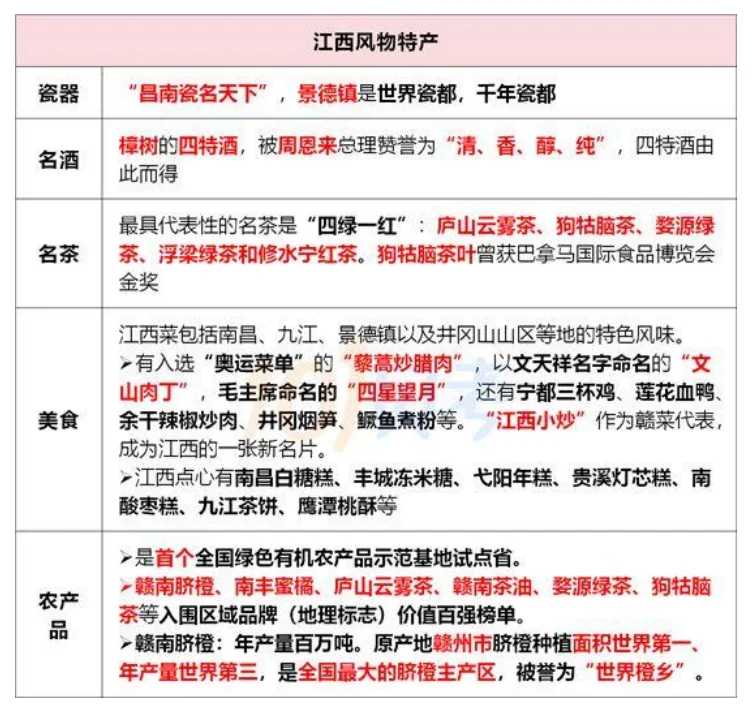 江西风物特产
瓷器
“昌南瓷名天下”，景德镇是世界瓷都，千年瓷都
名酒
樟树的四特酒，被周恩来总理赞誉为“清、香、醇、纯”，四特酒由
此而得
名茶
最具代表性的名茶是“四绿一红”：庐山云雾茶、狗牯脑茶、婺源绿
茶、浮梁绿茶和修水宁红茶。狗牯脑茶叶曾获巴拿马国际食品博览会
金奖
美食
江西菜包括南昌、九江、景德镇以及井冈山山区等地的特色风味。
➢有入选“奥运菜单”的“藜蒿炒腊肉”，以文天祥名字命名的“文
山肉丁”，毛主席命名的“四星望月”，还有宁都三杯鸡、莲花血鸭、
余干辣椒炒肉、井冈烟笋、鳜鱼煮粉等。“江西小炒”作为赣菜代表，
成为江西的一张新名片。
➢江西点心有南昌白糖糕、丰城冻米糖、弋阳年糕、贵溪灯芯糕、南
酸枣糕、九江茶饼、鹰潭桃酥等
农产
品
➢是首个全国绿色有机农产品示范基地试点省。
➢赣南脐橙、南丰蜜橘、庐山云雾茶、赣南茶油、婺源绿茶、狗牯脑
茶等入围区域品牌（地理标志）价值百强榜单。
➢赣南脐橙：年产量百万吨。原产地赣州市脐橙种植面积世界第一、
年产量世界第三，是全国最大的脐橙主产区，被誉为“世界橙乡”。